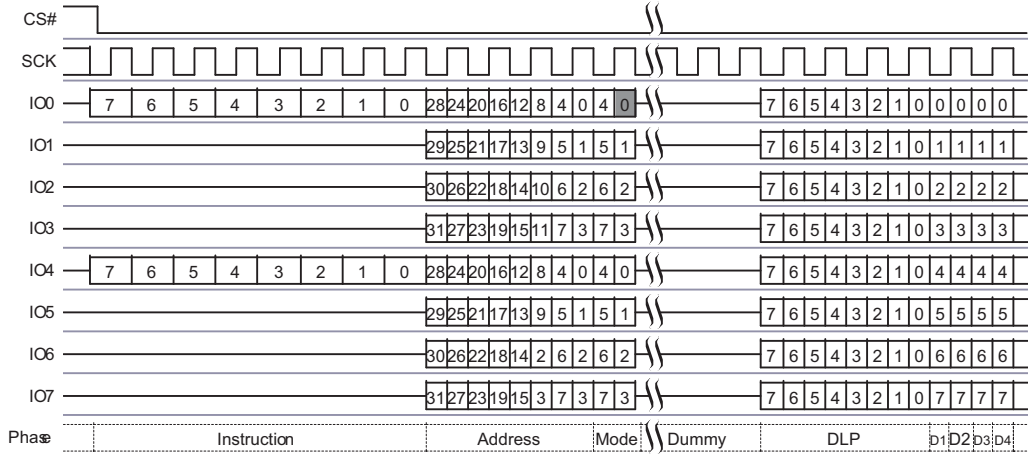 CS#
SCK
IO0 7 6 5 4 3 2 1 0 28 24 20 16 12 8 4 0 4 0 7 6 5 4 3 2 1 0 0 0 0 0
IO1 29 25 21 17 13 9 5 1 5 1 7 6 5 4 3 2 1 0 1 1 1 1
IO2 30 26 22 18 14 10 6 2 6 2 7 6 5 4 3 2 1 0 2 2 2 2
IO3 31 27 23 19 15 11 7 3 7 3 7 6 5 4 3 2 1 0 3 3 3 3
IO4 7 6 5 4 3 2 1 0 28 24 20 16 12 8 4 0 4 0 7 6 5 4 3 2 1 0 4 4 4 4
IO5 29 25 21 17 13 9 5 1 5 1 7 6 5 4 3 2 1 0 5 5 5 5
IO6 30 26 22 18 14 2 6 2 6 2 7 6 5 4 3 2 1 0 6 6 6 6
IO7 31 27 23 19 15 3 7 3 7 3 7 6 5 4 3 2 1 0 7 7 7 7
Phase Instruction Address Mode Dummy DLP D1 D2 D3 D4